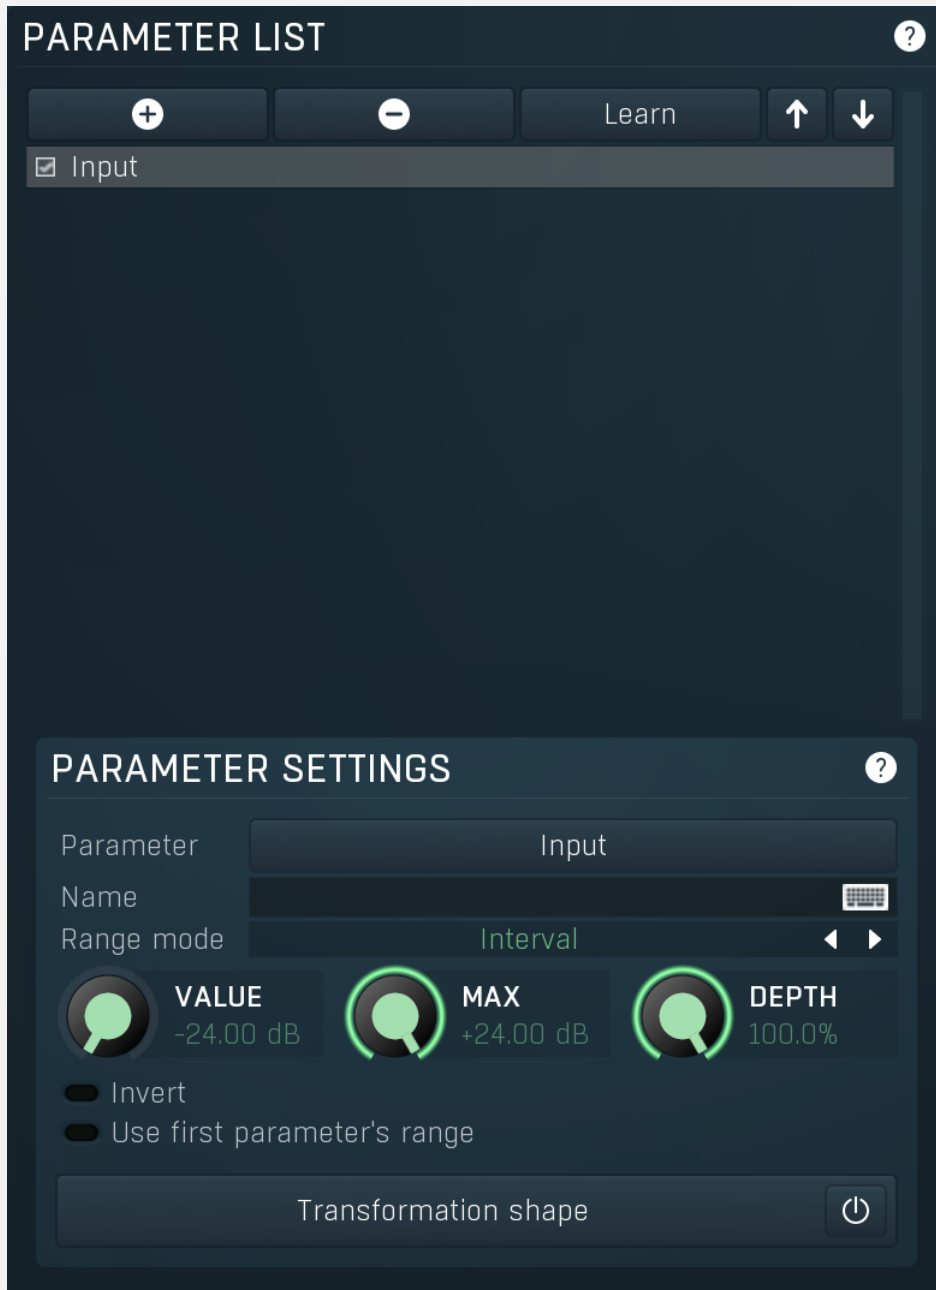 PARAMETER LIST ?
Learn
Input
PARAMETER SETTINGS ?
Parameter Input
Name
Range mode Interval
VALUE MAX DEPTH
-24.00 dB +24.00 dB 100.0%
Invert
Use first parameter's range
Transformation shape